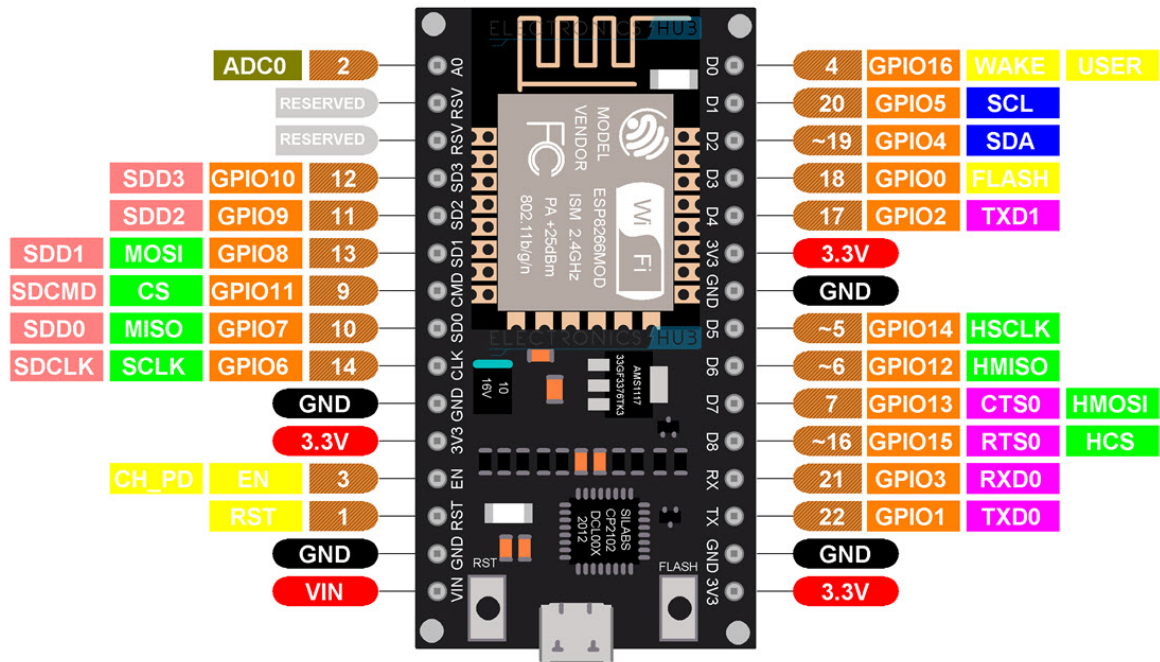 ELECTRONICS HUB
ADC0 2 A0
RESERVED RSV
RESERVED RSV
SDD3 GPIO10 12 SD3
SDD2 GPIO9 11 SD2
SDD1 MOSI GPIO8 13 SD1
SDCMD CS GPIO11 9 CMD
SDD0 MISO GPIO7 10 SD0
SDCLK SCLK GPIO6 14 CLK
GND GND
3.3V 3V3
CH_PD EN 3 EN
RST 1 RST
GND GND
VIN VIN
MODEL
VENDOR
ESP8266MOD
ISM 2.4GHz
PA +25dBm
802.11b/g/n
FC
Wi Fi
ELECTRONICS HUB
10
16V
AMS1117
33GF3376TK3
SILABS
CP2102
DCL00X
2012
RST
FLASH
D0 4 GPIO16 WAKE USER
D1 20 GPIO5 SCL
D2 ~19 GPIO4 SDA
D3 18 GPIO0 FLASH
D4 17 GPIO2 TXD1
3V3 3.3V
GND GND
D5 ~5 GPIO14 HSCLK
D6 ~6 GPIO12 HMISO
D7 7 GPIO13 CTS0 HMOSI
D8 ~16 GPIO15 RTS0 HCS
RX 21 GPIO3 RXD0
TX 22 GPIO1 TXD0
GND GND
3V3 3.3V